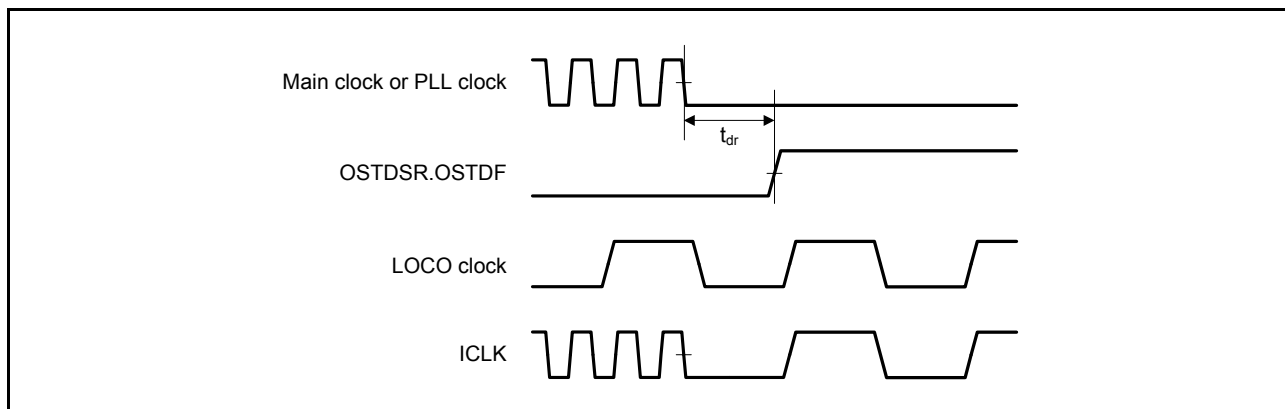 Main clock or PLL clock
tdr
OSTDSR.OSTDF
LOCO clock
ICLK